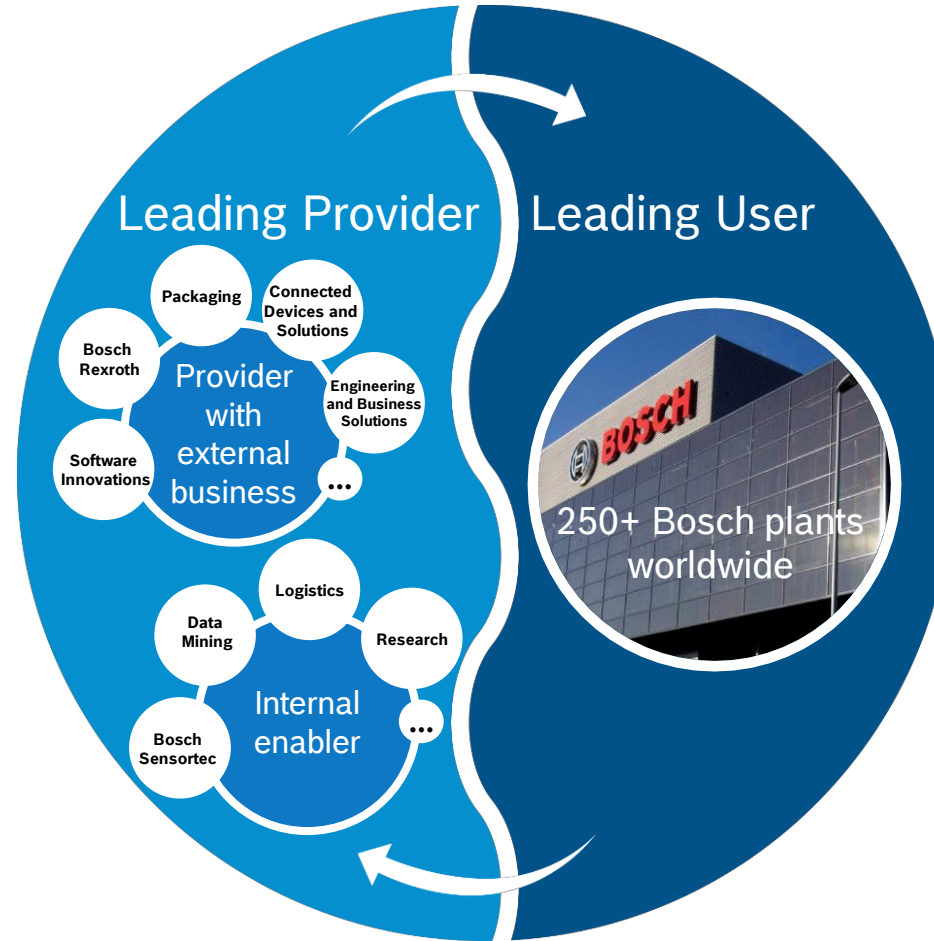 Leading Provider
Leading User
Packaging
Connected
Devices and
Solutions
Bosch
Rexroth
Engineering
and Business
Solutions
Software
Innovations
...
Provider
with
external
business
Logistics
Data
Mining
Research
Bosch
Sensortec
...
Internal
enabler
BOSCH
250+ Bosch plants
worldwide